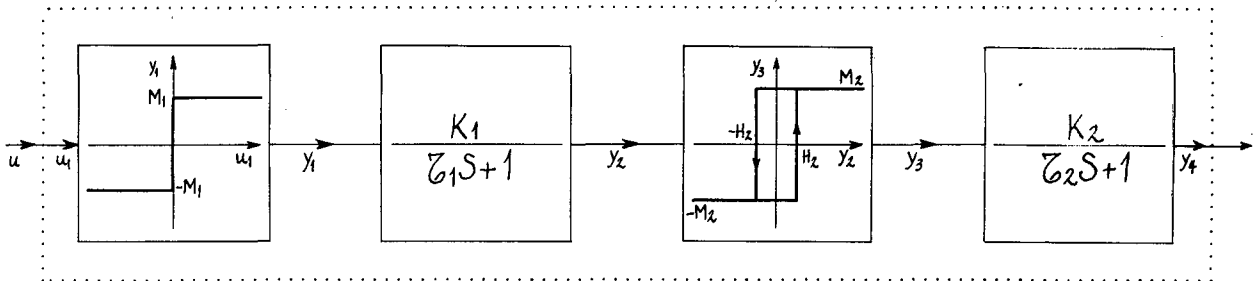 u
u₁
y₁
M₁
-M₁
u₁
y₁
K₁
τ₁S+1
y₂
y₃
M₂
-H₂
H₂
y₂
-M₂
y₃
K₂
τ₂S+1
y₄